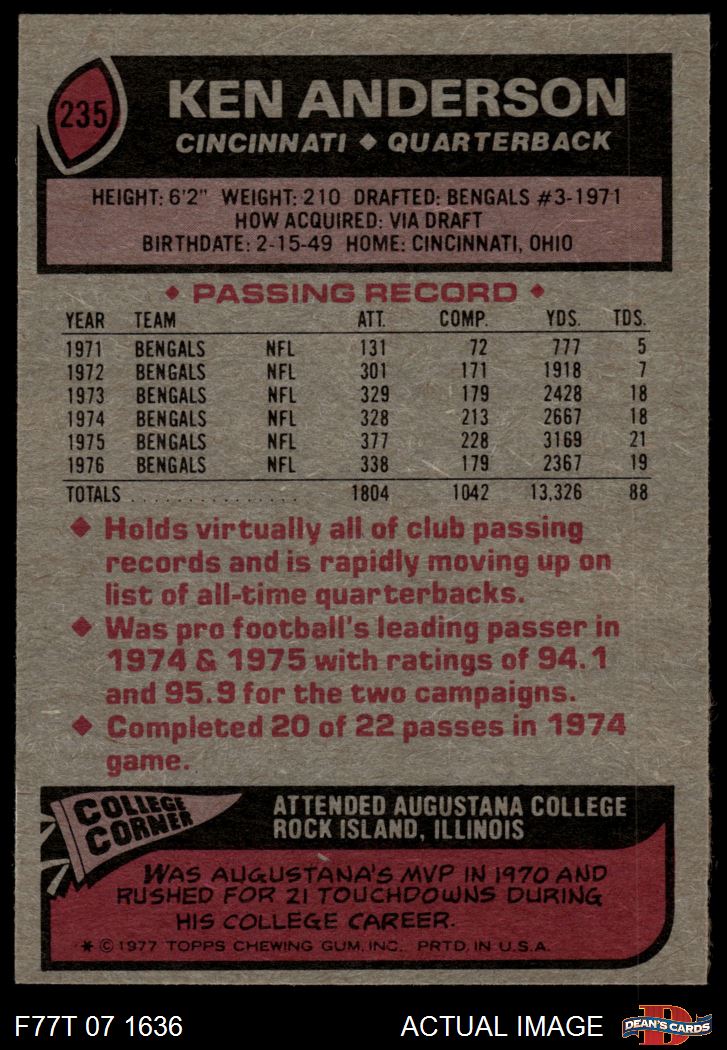 235
KEN ANDERSON
CINCINNATI ◆ QUARTERBACK
HEIGHT: 6'2" WEIGHT: 210 DRAFTED: BENGALS #3-1971
HOW ACQUIRED: VIA DRAFT
BIRTHDATE: 2-15-49 HOME: CINCINNATI, OHIO
◆ PASSING RECORD ◆
YEAR TEAM ATT. COMP. YDS. TDS.
1971 BENGALS NFL 131 72 777 5
1972 BENGALS NFL 301 171 1918 7
1973 BENGALS NFL 329 179 2428 18
1974 BENGALS NFL 328 213 2667 18
1975 BENGALS NFL 377 228 3169 21
1976 BENGALS NFL 338 179 2367 19
TOTALS . . . . . . . . . . . . . . . 1804 1042 13,326 88
◆ Holds virtually all of club passing
records and is rapidly moving up on
list of all-time quarterbacks.
◆ Was pro football's leading passer in
1974 & 1975 with ratings of 94.1
and 95.9 for the two campaigns.
◆ Completed 20 of 22 passes in 1974
game.
COLLEGE
CORNER
ATTENDED AUGUSTANA COLLEGE
ROCK ISLAND, ILLINOIS
WAS AUGUSTANA'S MVP IN 1970 AND
RUSHED FOR 21 TOUCHDOWNS DURING
HIS COLLEGE CAREER.
* © 1977 TOPPS CHEWING GUM, INC. PRTD. IN U.S.A.
F77T 07 1636 ACTUAL IMAGE
D
DEAN'S CARDS